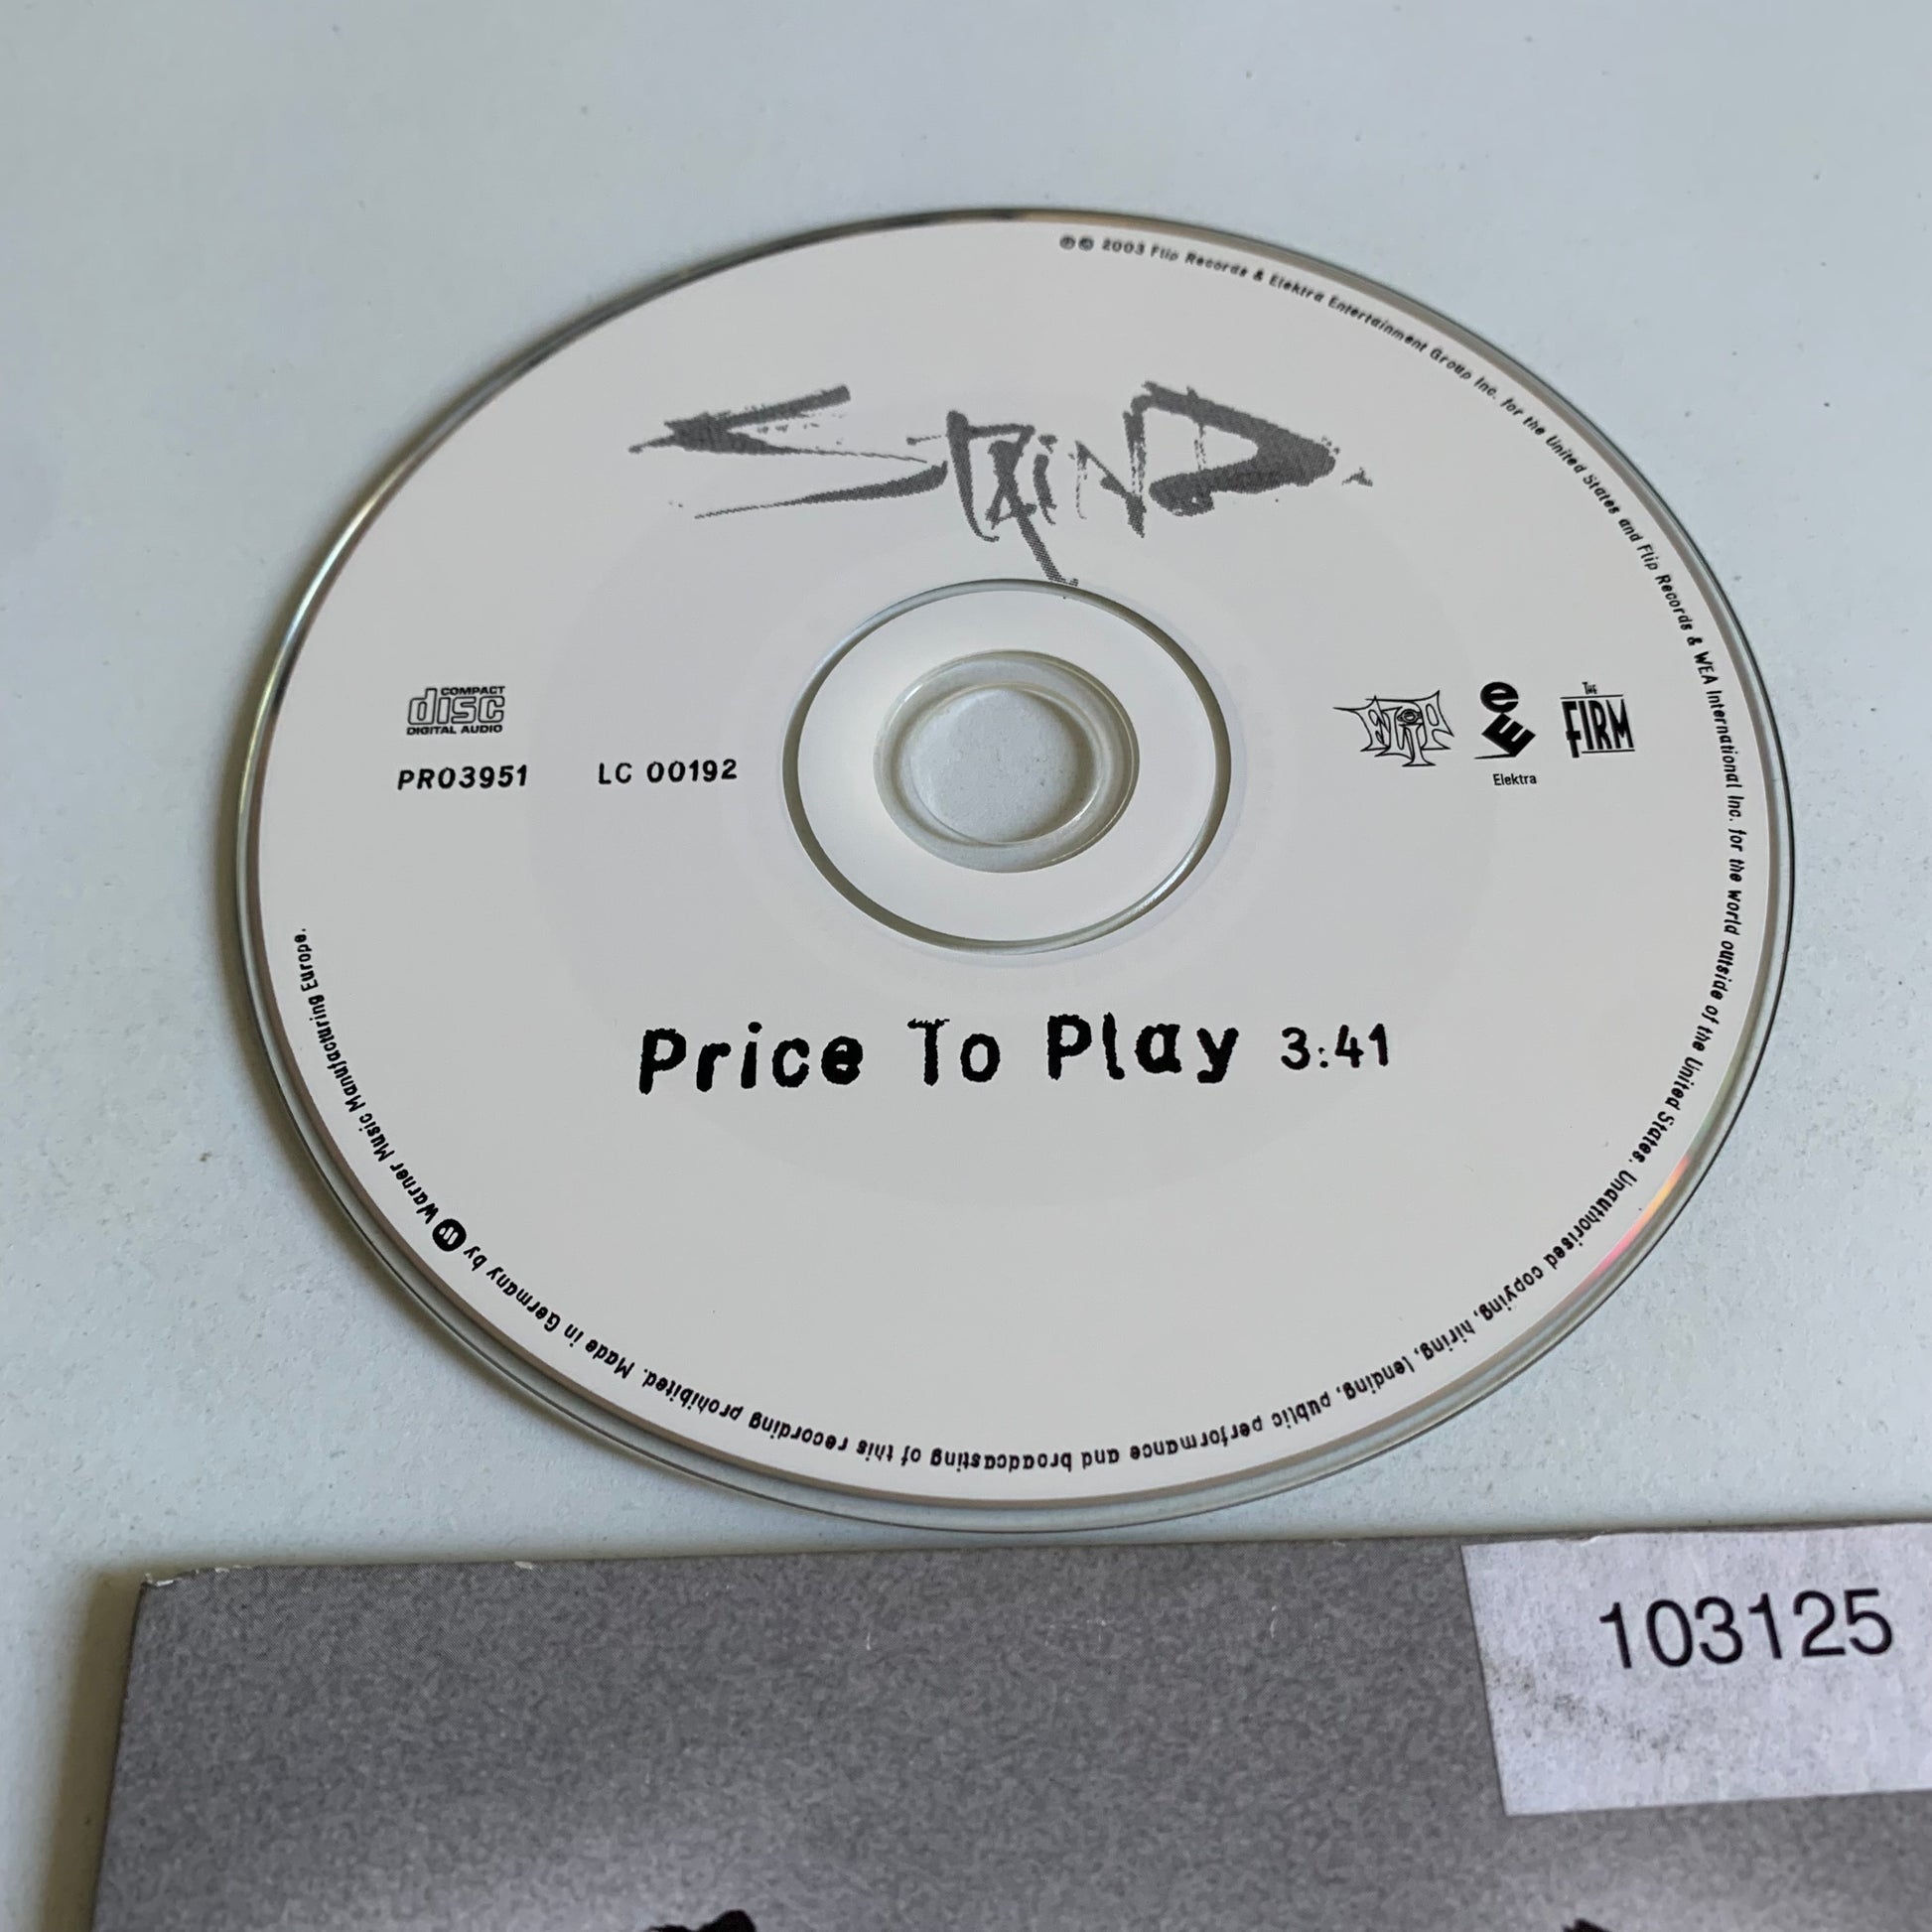 ℗© 2003 Flip Records & Elektra Entertainment Group Inc. for the United States and Flip Records & WEA International Inc. for the world outside of the United States. Unauthorised copying, hiring, lending, public performance and broadcasting of this recording prohibited. Made in Germany by Warner Music Manufacturing Europe.
Staind
COMPACT
disc
DIGITAL AUDIO
PRO3951 LC 00192
FLIP
e E
Elektra
THE
FIRM
Price To Play 3:41
103125